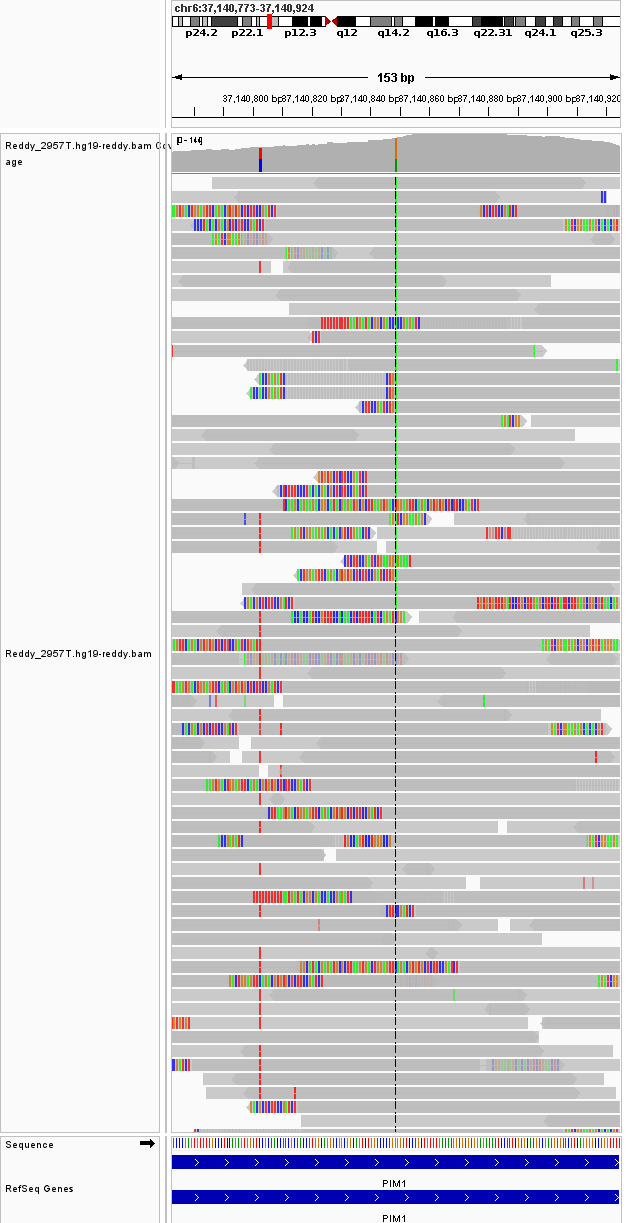 chr6:37,140,773-37,140,924
p24.2 p22.1 p12.3 q12 q14.2 q16.3 q22.31 q24.1 q25.3
153 bp
37,140,800 bp 37,140,820 bp 37,140,840 bp 37,140,860 bp 37,140,880 bp 37,140,900 bp 37,140,920
Reddy_2957T.hg19-reddy.bam Cov
age
[0 - 144]
Reddy_2957T.hg19-reddy.bam
Sequence
RefSeq Genes
PIM1
PIM1